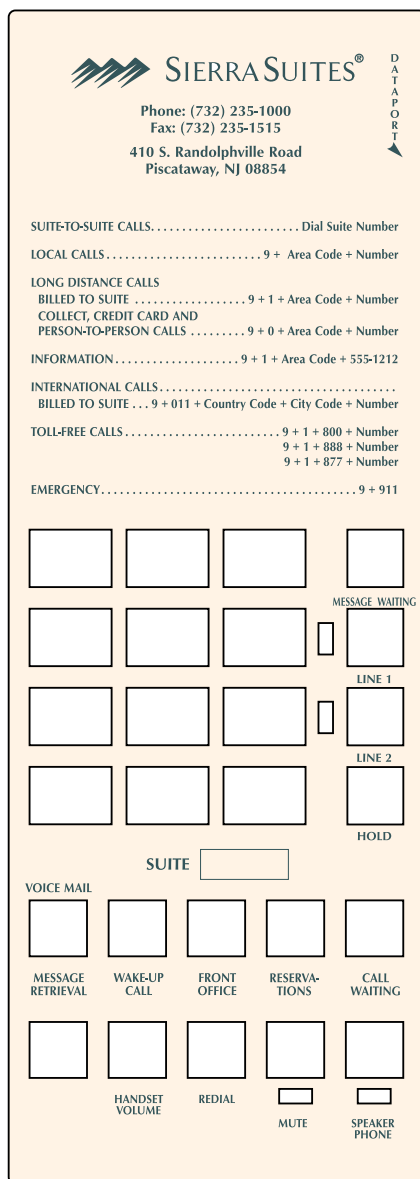 SIERRASUITES®
DATAPORT
Phone: (732) 235-1000
Fax: (732) 235-1515
410 S. Randolphville Road
Piscataway, NJ 08854
SUITE-TO-SUITE CALLS. . . . . . . . . . . . . . . . . . . . . . . Dial Suite Number
LOCAL CALLS . . . . . . . . . . . . . . . . . . . . . . . . 9 + Area Code + Number
LONG DISTANCE CALLS
BILLED TO SUITE . . . . . . . . . . . . . . . . . 9 + 1 + Area Code + Number
COLLECT, CREDIT CARD AND
PERSON-TO-PERSON CALLS . . . . . . . . . 9 + 0 + Area Code + Number
INFORMATION . . . . . . . . . . . . . . . . . . . 9 + 1 + Area Code + 555-1212
INTERNATIONAL CALLS. . . . . . . . . . . . . . . . . . . . . . . . . . . . . . . . . . . . .
BILLED TO SUITE . . . 9 + 011 + Country Code + City Code + Number
TOLL-FREE CALLS . . . . . . . . . . . . . . . . . . . . . . . . 9 + 1 + 800 + Number
9 + 1 + 888 + Number
9 + 1 + 877 + Number
EMERGENCY. . . . . . . . . . . . . . . . . . . . . . . . . . . . . . . . . . . . . . . . 9 + 911
MESSAGE WAITING
LINE 1
LINE 2
HOLD
SUITE
VOICE MAIL
MESSAGE RETRIEVAL
WAKE-UP CALL
FRONT OFFICE
RESERVA-TIONS
CALL WAITING
HANDSET VOLUME
REDIAL
MUTE
SPEAKER PHONE